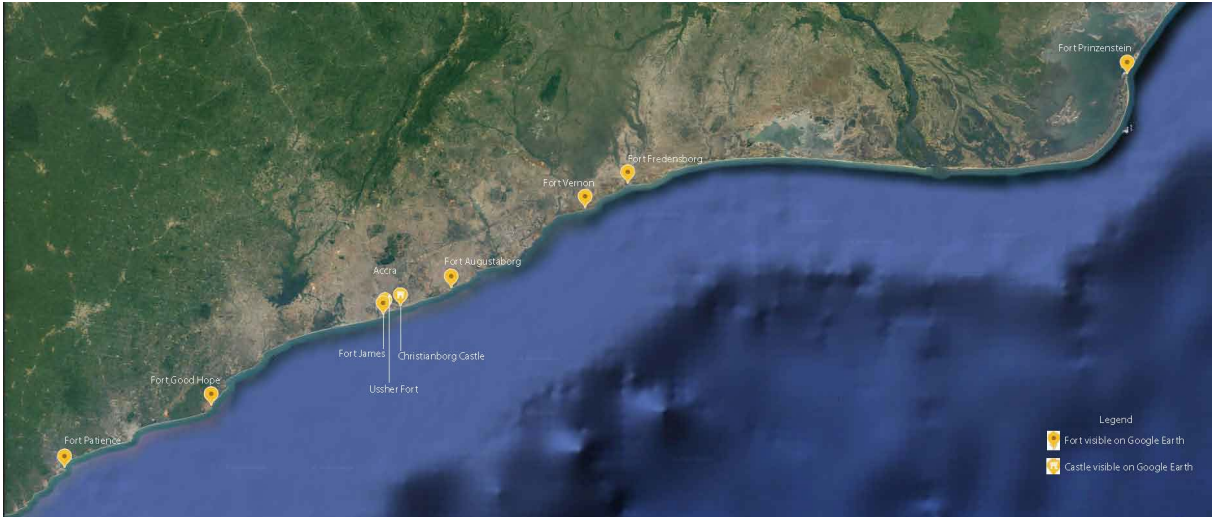 Fort Prinzenstein
Fort Fredensborg
Fort Vernon
Fort Augustaborg
Accra
Fort James
Christianborg Castle
Ussher Fort
Fort Good Hope
Fort Patience
Legend
Fort visible on Google Earth
Castle visible on Google Earth